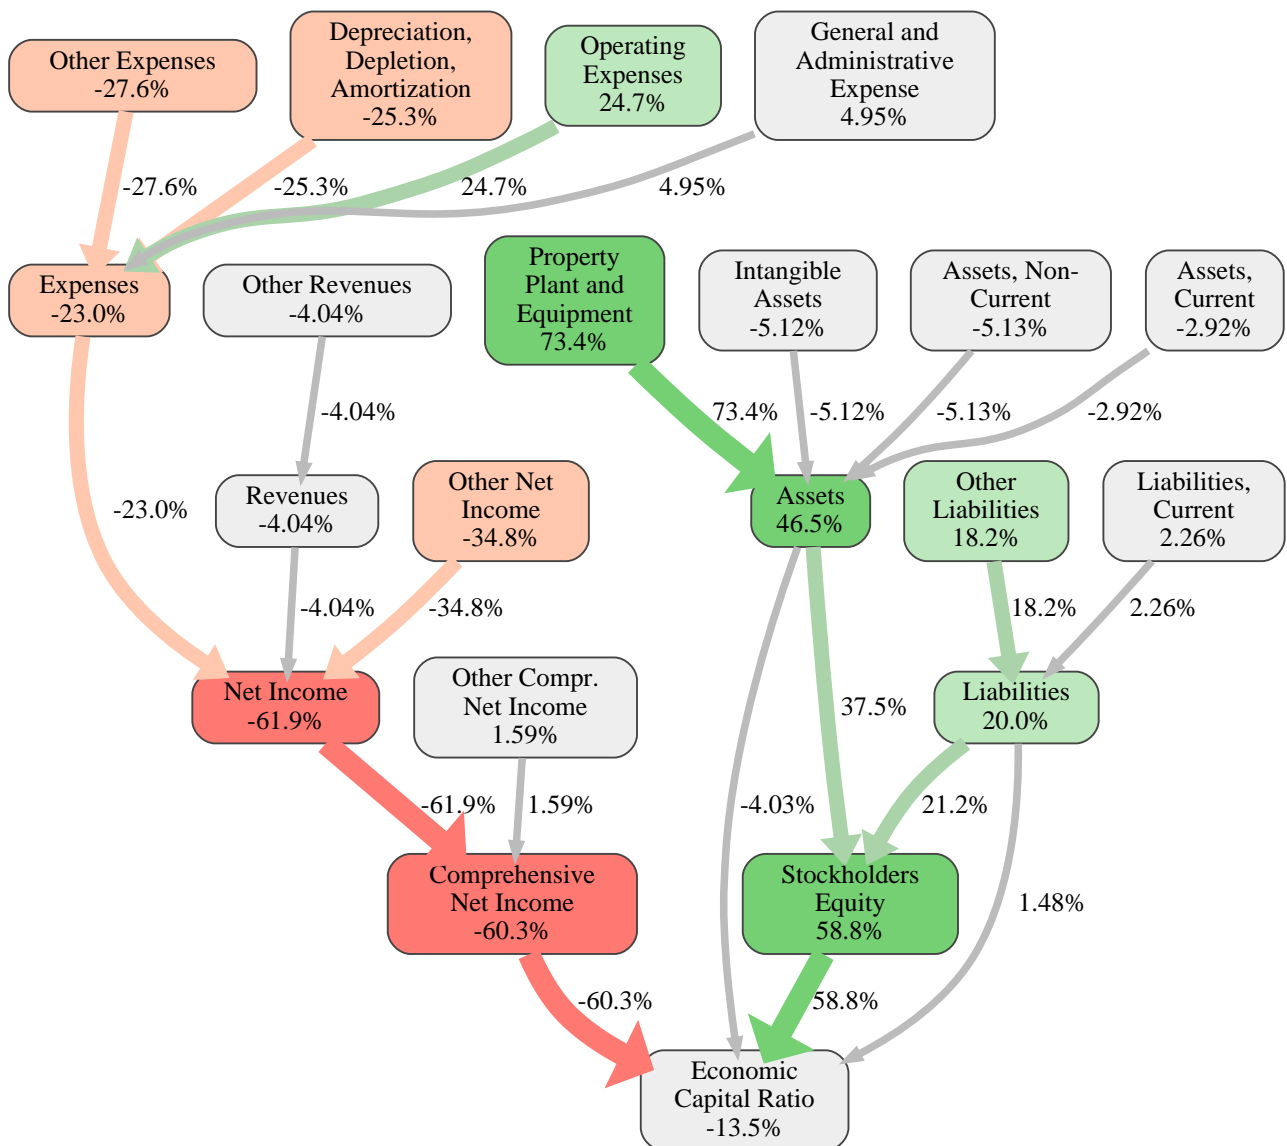 Other Expenses
-27.6%
Depreciation,
Depletion,
Amortization
-25.3%
Operating
Expenses
24.7%
General and
Administrative
Expense
4.95%
-27.6%
-25.3%
24.7%
4.95%
Expenses
-23.0%
Other Revenues
-4.04%
Property
Plant and
Equipment
73.4%
Intangible
Assets
-5.12%
Assets, Non-
Current
-5.13%
Assets,
Current
-2.92%
-4.04%
73.4%
-5.12%
-5.13%
-2.92%
-23.0%
Revenues
-4.04%
Other Net
Income
-34.8%
Assets
46.5%
Other
Liabilities
18.2%
Liabilities,
Current
2.26%
-4.04%
-34.8%
18.2%
2.26%
Net Income
-61.9%
Other Compr.
Net Income
1.59%
37.5%
Liabilities
20.0%
-61.9%
1.59%
-4.03%
21.2%
Comprehensive
Net Income
-60.3%
Stockholders
Equity
58.8%
1.48%
-60.3%
58.8%
Economic
Capital Ratio
-13.5%